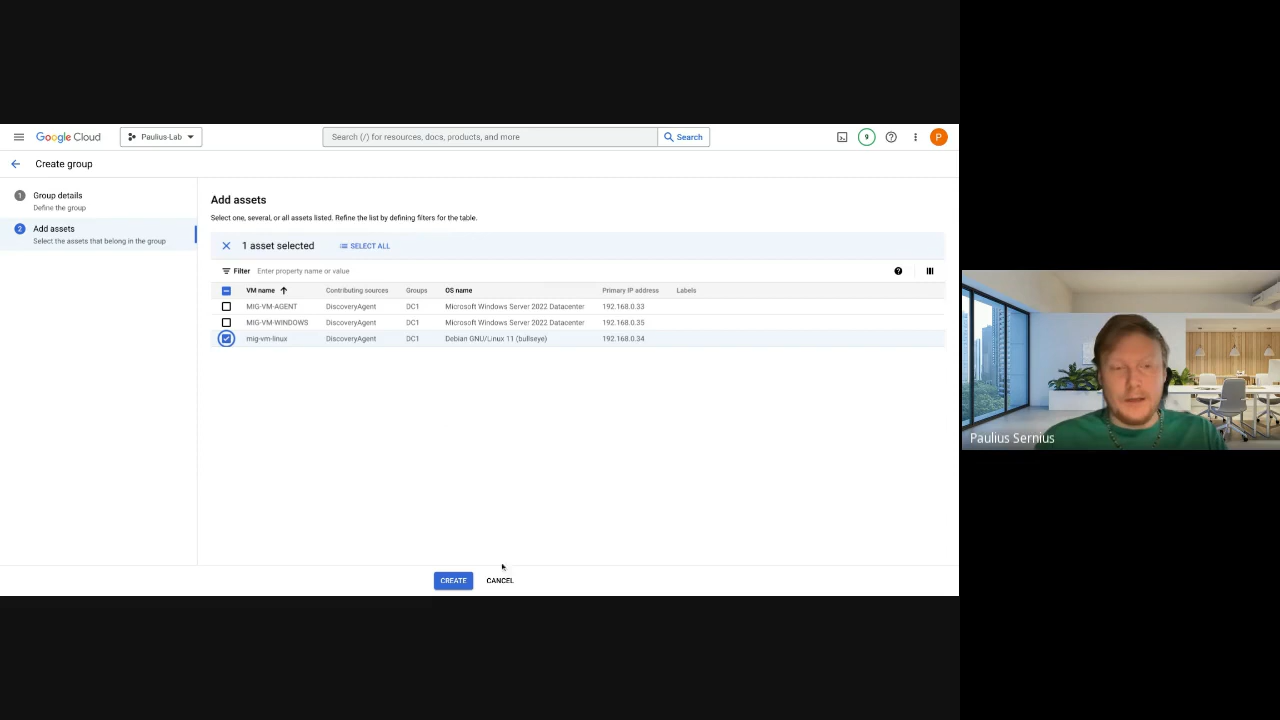 Google Cloud
Paulius-Lab
Search (/) for resources, docs, products, and more
Search
9
P
Create group
1
Group details
Define the group
2
Add assets
Select the assets that belong in the group
Add assets
Select one, several, or all assets listed. Refine the list by defining filters for the table.
1 asset selected
SELECT ALL
Filter
Enter property name or value
VM name Contributing sources Groups OS name Primary IP address Labels
MIG-VM-AGENT DiscoveryAgent DC1 Microsoft Windows Server 2022 Datacenter 192.168.0.33
MIG-VM-WINDOWS DiscoveryAgent DC1 Microsoft Windows Server 2022 Datacenter 192.168.0.35
mig-vm-linux DiscoveryAgent DC1 Debian GNU/Linux 11 (bullseye) 192.168.0.34
CREATE
CANCEL
Paulius Sernius